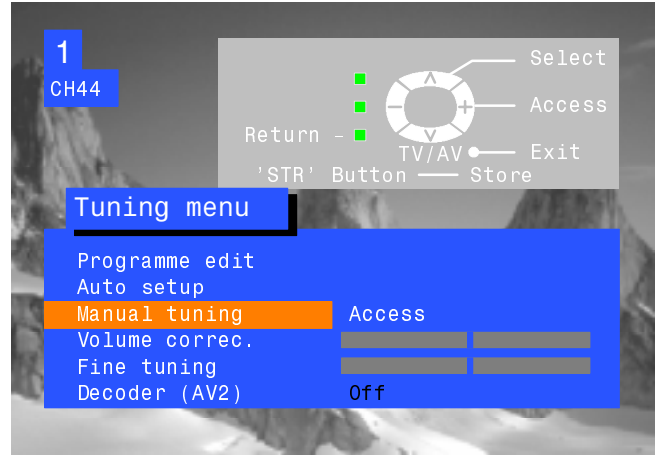 1
CH44
Select
Access
Return –
TV/AV
Exit
'STR' Button — Store
Tuning menu
Programme edit
Auto setup
Manual tuning Access
Volume correc.
Fine tuning
Decoder (AV2) Off